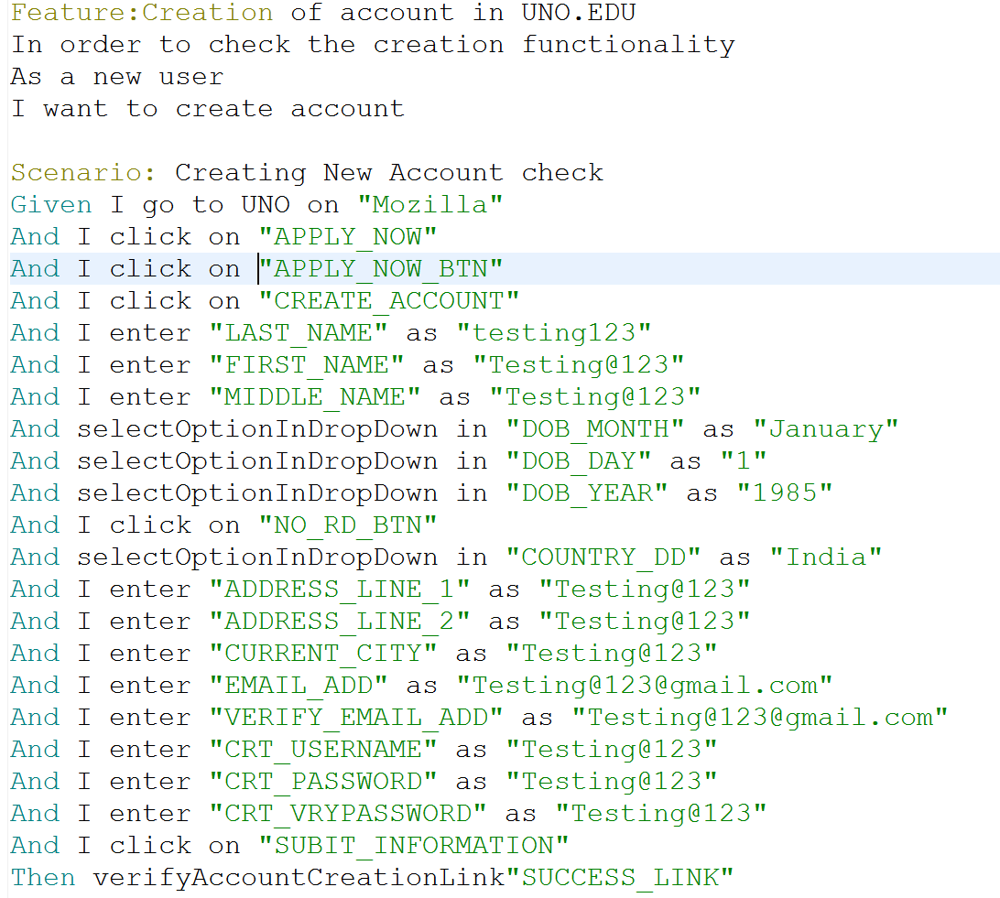 Feature:Creation of account in UNO.EDU
In order to check the creation functionality
As a new user
I want to create account
Scenario: Creating New Account check
Given I go to UNO on "Mozilla"
And I click on "APPLY_NOW"
And I click on "APPLY_NOW_BTN"
And I click on "CREATE_ACCOUNT"
And I enter "LAST_NAME" as "testing123"
And I enter "FIRST_NAME" as "Testing@123"
And I enter "MIDDLE_NAME" as "Testing@123"
And selectOptionInDropDown in "DOB_MONTH" as "January"
And selectOptionInDropDown in "DOB_DAY" as "1"
And selectOptionInDropDown in "DOB_YEAR" as "1985"
And I click on "NO_RD_BTN"
And selectOptionInDropDown in "COUNTRY_DD" as "India"
And I enter "ADDRESS_LINE_1" as "Testing@123"
And I enter "ADDRESS_LINE_2" as "Testing@123"
And I enter "CURRENT_CITY" as "Testing@123"
And I enter "EMAIL_ADD" as "Testing@123@gmail.com"
And I enter "VERIFY_EMAIL_ADD" as "Testing@123@gmail.com"
And I enter "CRT_USERNAME" as "Testing@123"
And I enter "CRT_PASSWORD" as "Testing@123"
And I enter "CRT_VRYPASSWORD" as "Testing@123"
And I click on "SUBIT_INFORMATION"
Then verifyAccountCreationLink"SUCCESS_LINK"